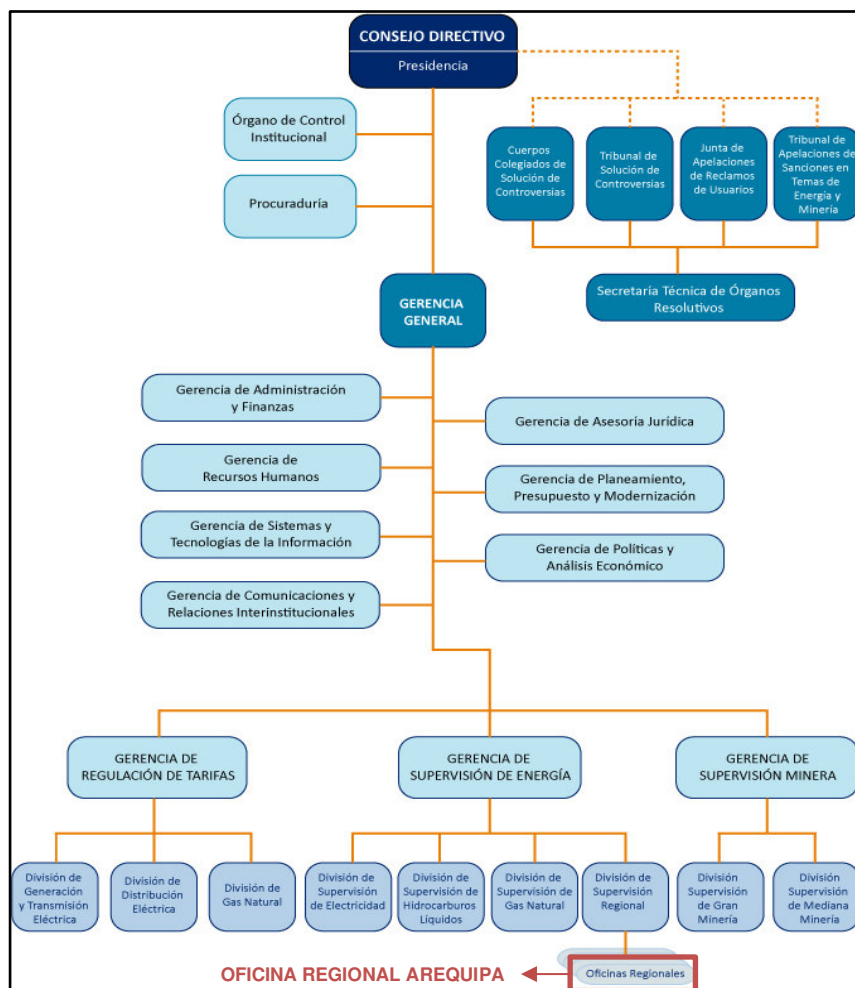 CONSEJO DIRECTIVO
Presidencia
Órgano de Control
Institucional
Procuraduría
Cuerpos
Colegiados de
Solución de
Controversias
Tribunal de
Solución de
Controversias
Junta de
Apelaciones
de Reclamos
de Usuarios
Tribunal de
Apelaciones de
Sanciones en
Temas de
Energía y
Minería
Secretaría Técnica de Órganos
Resolutivos
GERENCIA
GENERAL
Gerencia de Administración
y Finanzas
Gerencia de Asesoría Jurídica
Gerencia de
Recursos Humanos
Gerencia de Planeamiento,
Presupuesto y Modernización
Gerencia de Sistemas y
Tecnologías de la Información
Gerencia de Políticas y
Análisis Económico
Gerencia de Comunicaciones y
Relaciones Interinstitucionales
GERENCIA DE
REGULACIÓN DE TARIFAS
GERENCIA DE
SUPERVISIÓN DE ENERGÍA
GERENCIA DE
SUPERVISIÓN MINERA
División de
Generación
y Transmisión
Eléctrica
División de
Distribución
Eléctrica
División de
Gas Natural
División de
Supervisión
de Electricidad
División de
Supervisión de
Hidrocarburos
Líquidos
División de
Supervisión de
Gas Natural
División de
Supervisión
Regional
División
Supervisión
de Gran
Minería
División
Supervisión
de Mediana
Minería
OFICINA REGIONAL AREQUIPA
Oficinas Regionales